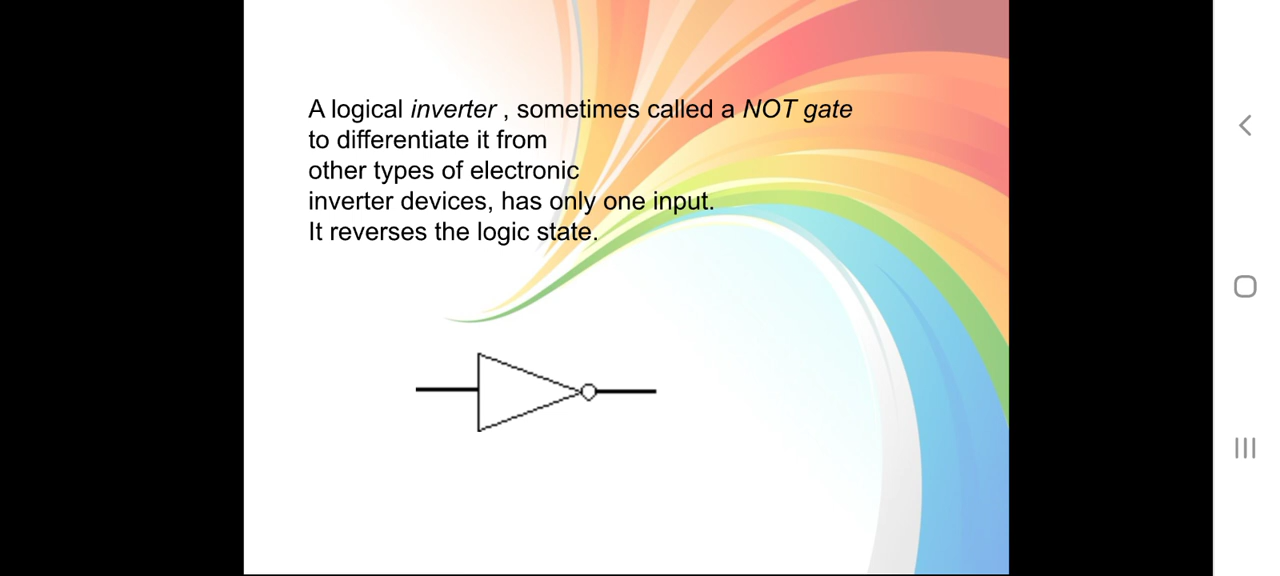 A logical inverter , sometimes called a NOT gate
to differentiate it from
other types of electronic
inverter devices, has only one input.
It reverses the logic state.